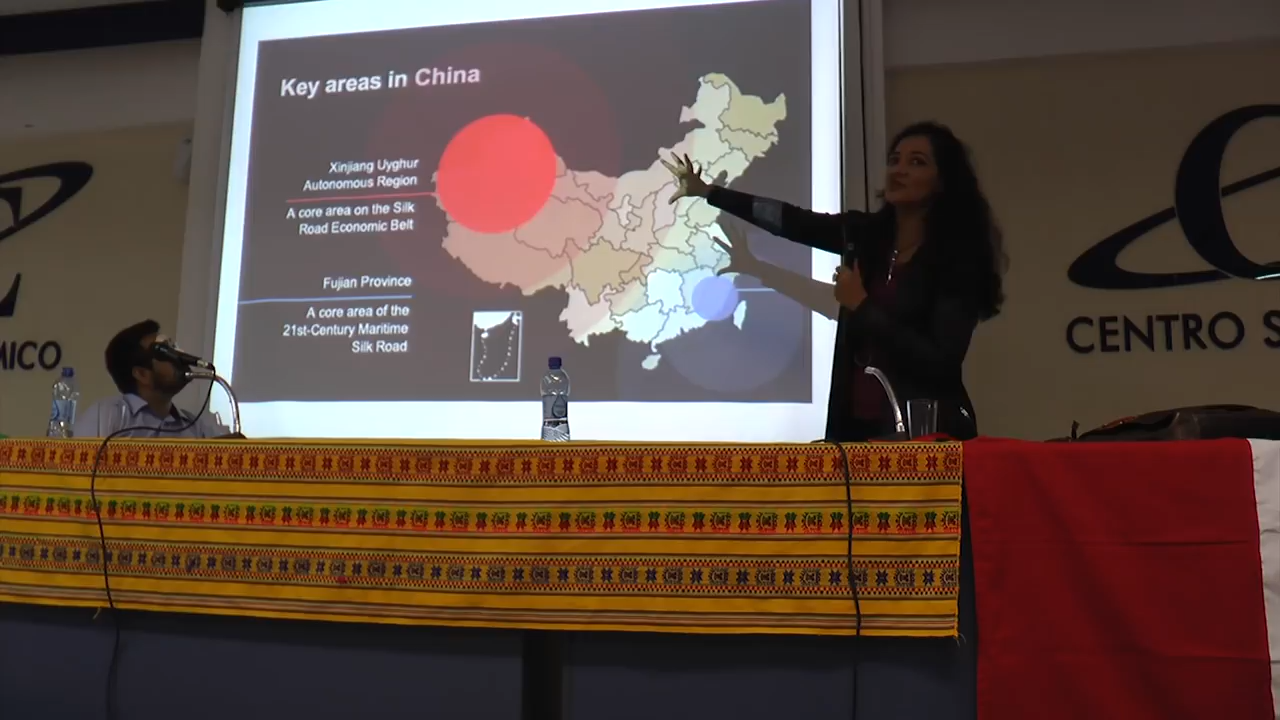 Key areas in China
Xinjiang Uyghur
Autonomous Region
A core area on the Silk
Road Economic Belt
Fujian Province
A core area of the
21st-Century Maritime
Silk Road
CENTRO